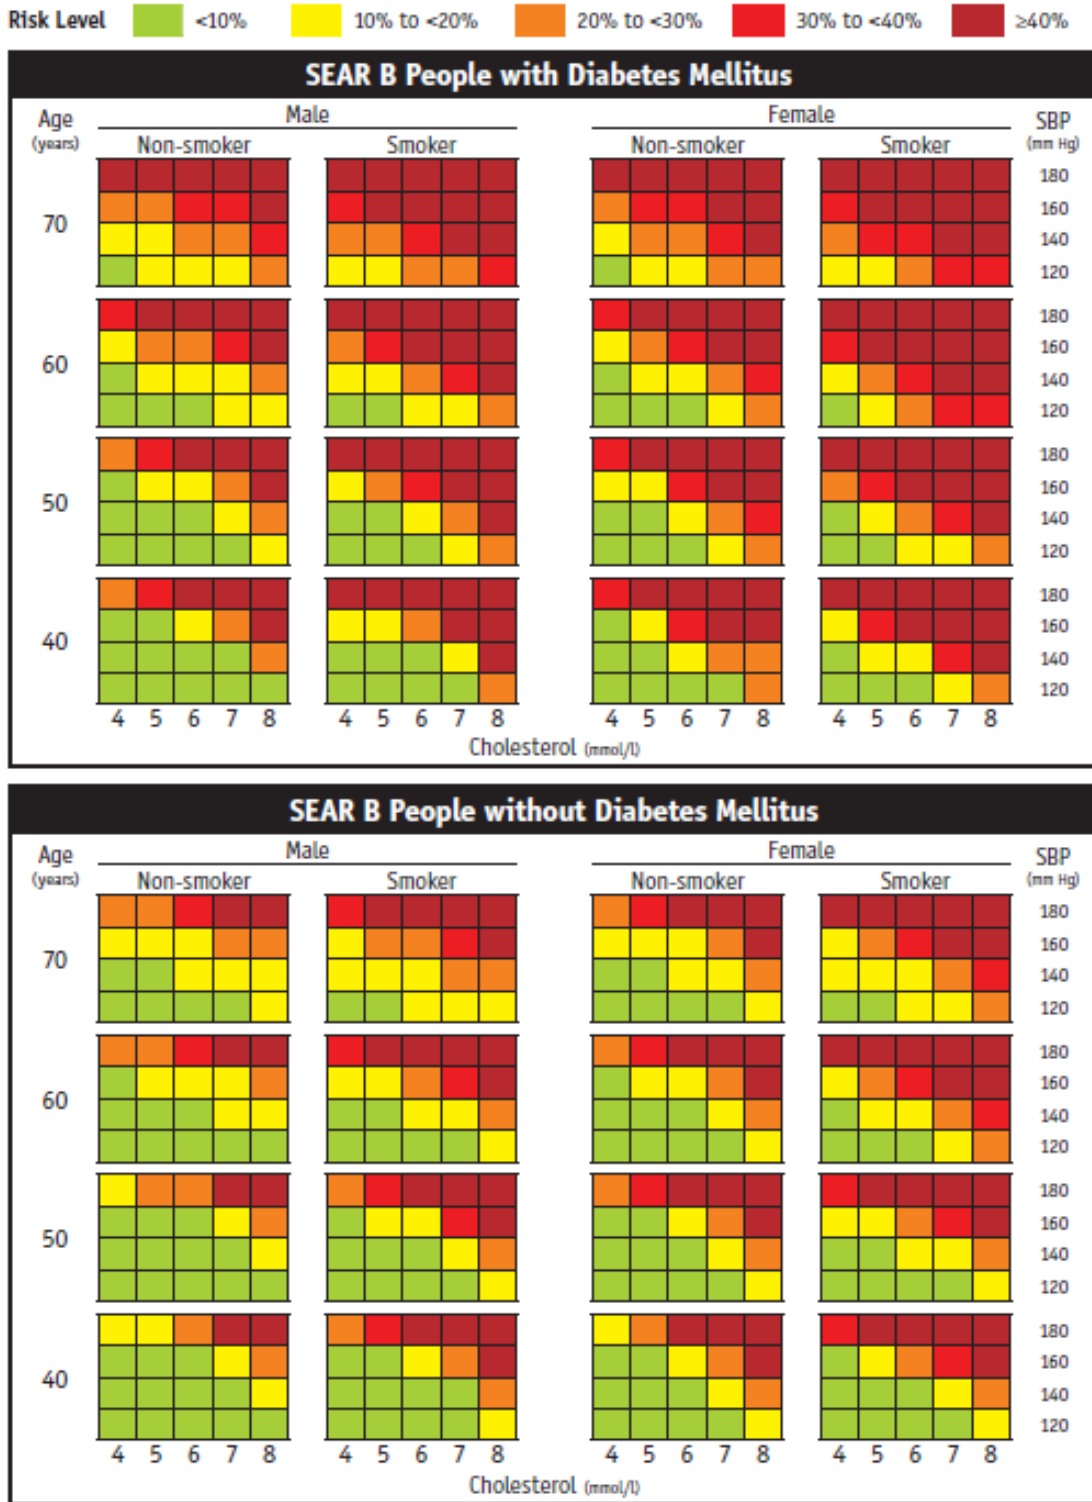 Risk Level <10% 10% to <20% 20% to <30% 30% to <40% ≥40%
SEAR B People with Diabetes Mellitus
Age Male Female SBP
(years) Non-smoker Smoker Non-smoker Smoker (mm Hg)
180
70 160
140
120
180
60 160
140
120
180
50 160
140
120
180
40 160
140
120
4 5 6 7 8 4 5 6 7 8 4 5 6 7 8 4 5 6 7 8
Cholesterol (mmol/l)
SEAR B People without Diabetes Mellitus
Age Male Female SBP
(years) Non-smoker Smoker Non-smoker Smoker (mm Hg)
180
70 160
140
120
180
60 160
140
120
180
50 160
140
120
180
40 160
140
120
4 5 6 7 8 4 5 6 7 8 4 5 6 7 8 4 5 6 7 8
Cholesterol (mmol/l)